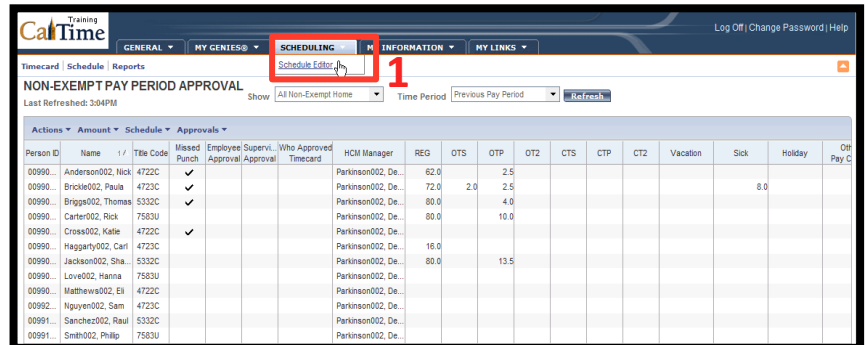 Training
CalTime
Log Off | Change Password | Help
GENERAL MY GENIES® SCHEDULING MY INFORMATION MY LINKS
Timecard | Schedule | Reports
Schedule Editor
1
NON-EXEMPT PAY PERIOD APPROVAL
Show All Non-Exempt Home Time Period Previous Pay Period Refresh
Last Refreshed: 3:04PM
Actions Amount Schedule Approvals
Person ID Name 1/ Title Code Missed Punch Employee Approval Supervi... Approval Who Approved Timecard HCM Manager REG OTS OTP OT2 CTS CTP CT2 Vacation Sick Holiday Oth Pay C
00990... Anderson002, Nick 4722C ✓ Parkinson002, De... 62.0 2.5
00990... Brickle002, Paula 4723C ✓ Parkinson002, De... 72.0 2.0 2.5 8.0
00990... Briggs002, Thomas 5332C ✓ Parkinson002, De... 80.0 4.0
00990... Carter002, Rick 7583U Parkinson002, De... 80.0 10.0
00990... Cross002, Katie 4722C ✓ Parkinson002, De...
00990... Haggarty002, Carl 4723C Parkinson002, De... 16.0
00990... Jackson002, Sha... 5332C Parkinson002, De... 80.0 13.5
00990... Love002, Hanna 7583U Parkinson002, De...
00990... Matthews002, Eli 4722C Parkinson002, De...
00992... Nguyen002, Sam 4723C Parkinson002, De...
00991... Sanchez002, Raul 5332C Parkinson002, De...
00991... Smith002, Phillip 7583U Parkinson002, De...